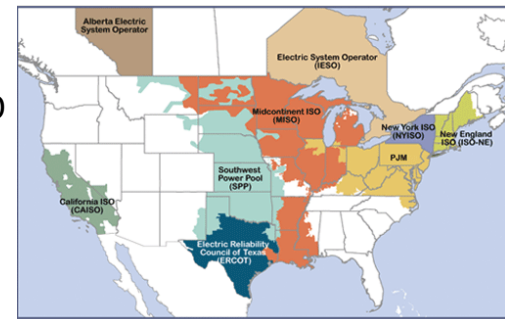 Alberta Electric
System Operator
Electric System Operator
(IESO)
Midcontinent ISO
(MISO)
New York ISO
(NYISO)
New England
ISO (ISO-NE)
PJM
Southwest
Power Pool
(SPP)
California ISO
(CAISO)
Electric Reliability
Council of Texas
(ERCOT)